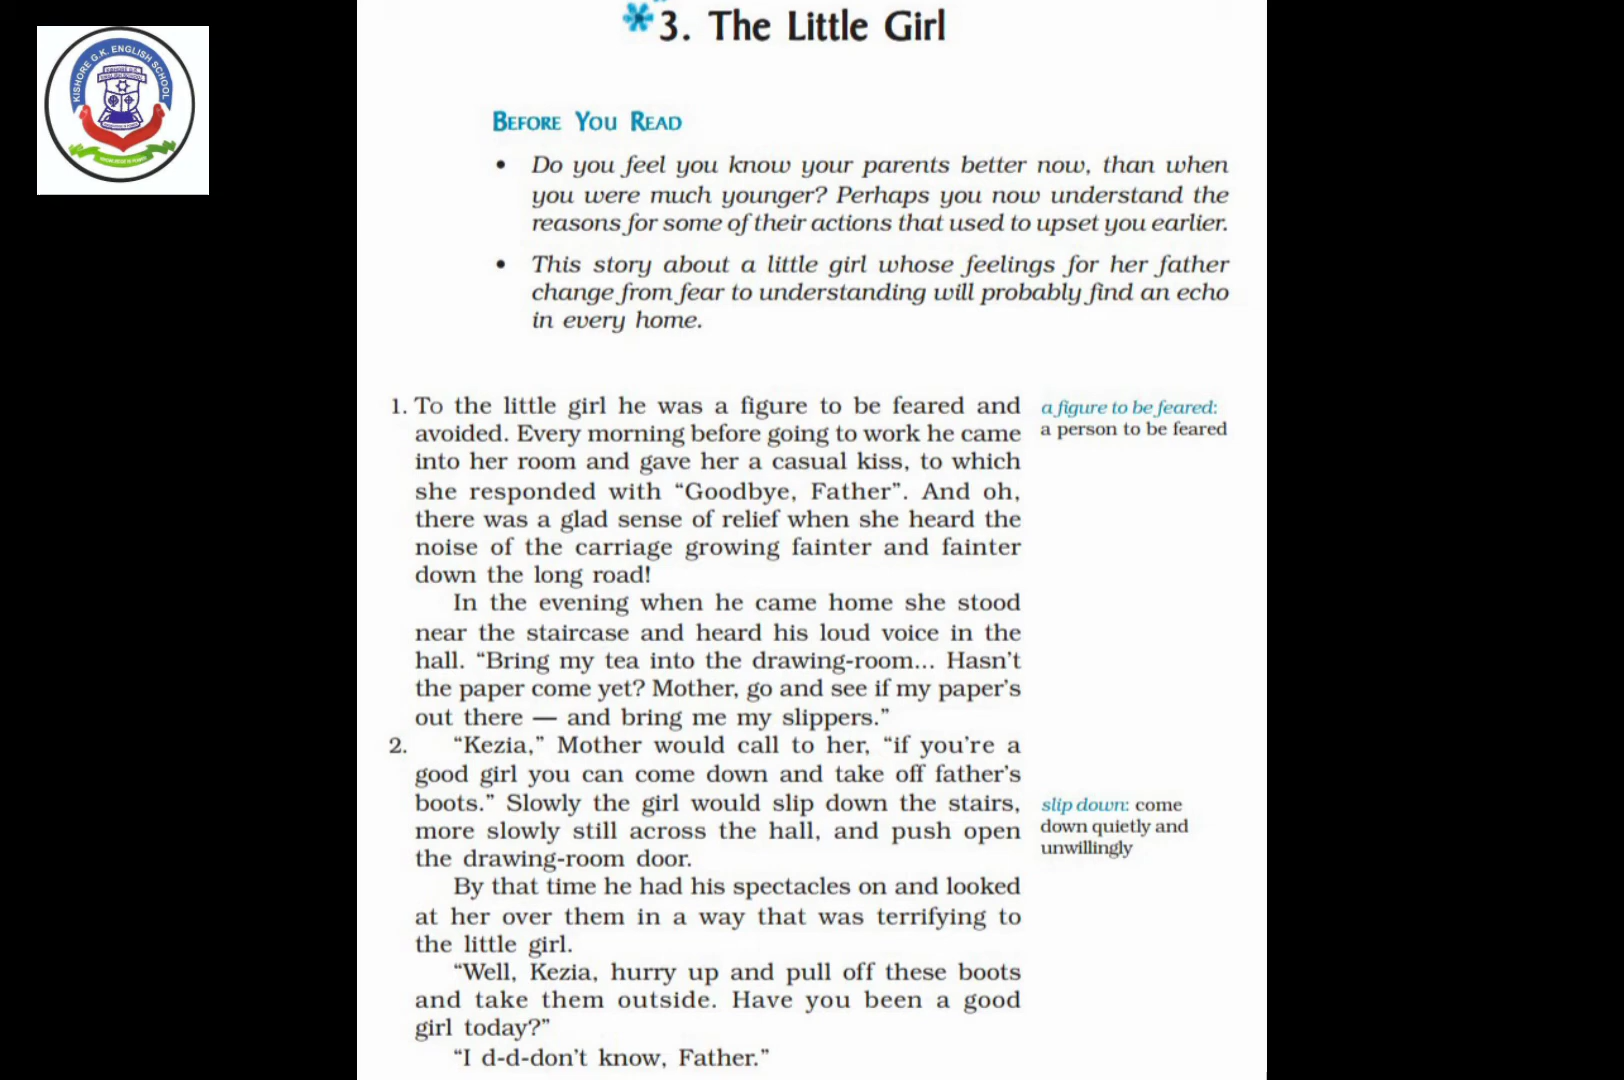 KISHORE G.K. ENGLISH SCHOOL
3. The Little Girl
BEFORE YOU READ
• Do you feel you know your parents better now, than when
you were much younger? Perhaps you now understand the
reasons for some of their actions that used to upset you earlier.
• This story about a little girl whose feelings for her father
change from fear to understanding will probably find an echo
in every home.
1. To the little girl he was a figure to be feared and
avoided. Every morning before going to work he came
into her room and gave her a casual kiss, to which
she responded with “Goodbye, Father”. And oh,
there was a glad sense of relief when she heard the
noise of the carriage growing fainter and fainter
down the long road!
a figure to be feared:
a person to be feared
In the evening when he came home she stood
near the staircase and heard his loud voice in the
hall. “Bring my tea into the drawing-room... Hasn’t
the paper come yet? Mother, go and see if my paper’s
out there — and bring me my slippers.”
2. “Kezia,” Mother would call to her, “if you’re a
good girl you can come down and take off father’s
boots.” Slowly the girl would slip down the stairs,
more slowly still across the hall, and push open
the drawing-room door.
slip down: come
down quietly and
unwillingly
By that time he had his spectacles on and looked
at her over them in a way that was terrifying to
the little girl.
“Well, Kezia, hurry up and pull off these boots
and take them outside. Have you been a good
girl today?”
“I d-d-don’t know, Father.”